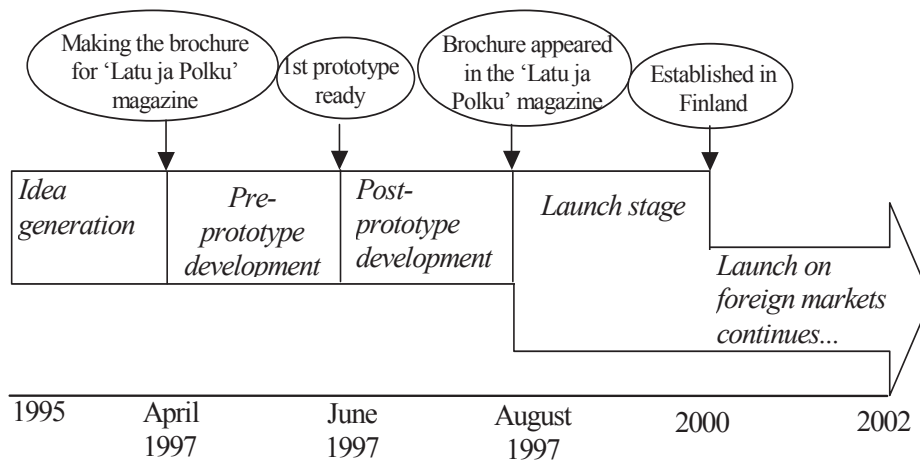 Making the brochure
for ‘Latu ja Polku’
magazine
1st prototype
ready
Brochure appeared
in the ‘Latu ja
Polku’ magazine
Established in
Finland
Idea
generation
Pre-
prototype
development
Post-
prototype
development
Launch stage
Launch on
foreign markets
continues...
1995
April
1997
June
1997
August
1997
2000
2002